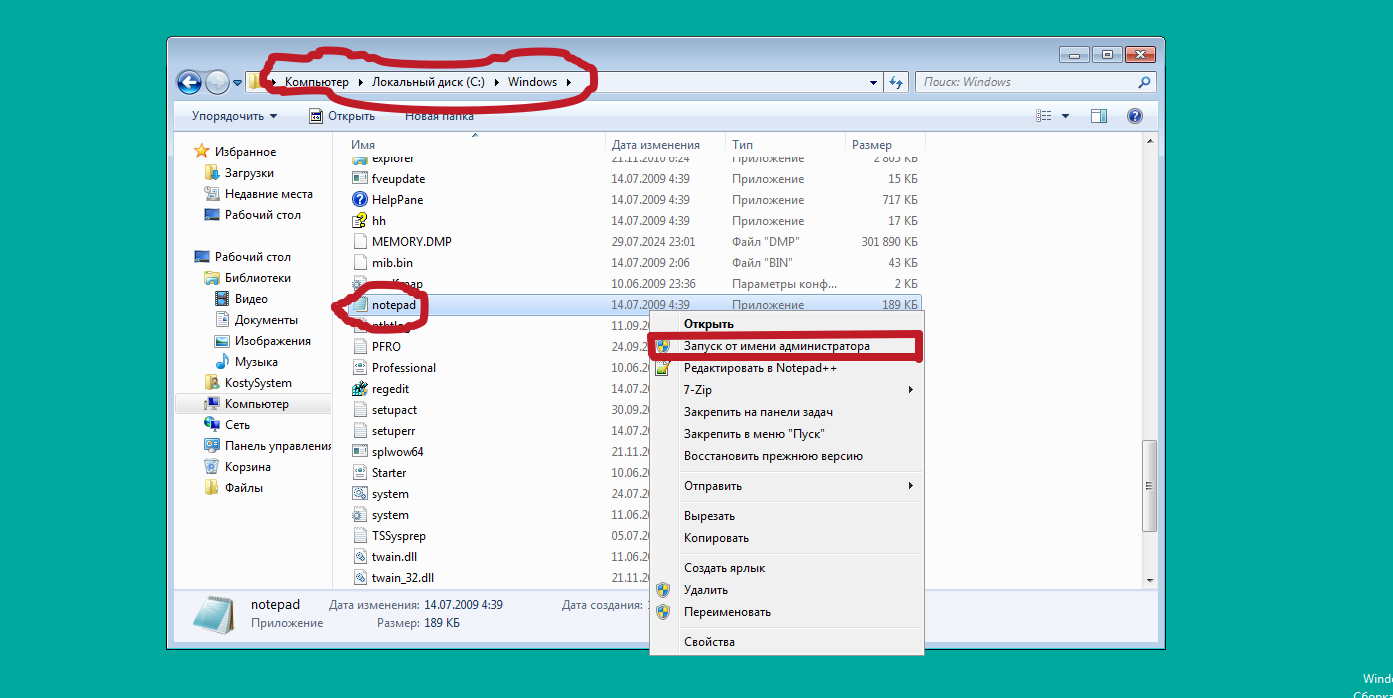 Компьютер ▸ Локальный диск (C:) ▸ Windows ▸
Поиск: Windows
Упорядочить Открыть Новая папка
Имя Дата изменения Тип Размер
Избранное
Загрузки
Недавние места
Рабочий стол
Рабочий стол
Библиотеки
Видео
Документы
Изображения
Музыка
KostySystem
Компьютер
Сеть
Панель управления
Корзина
Файлы
explorer 21.11.2010 6:24 Приложение 2 805 КБ
fveupdate 14.07.2009 4:39 Приложение 15 КБ
HelpPane 14.07.2009 4:39 Приложение 717 КБ
hh 14.07.2009 4:39 Приложение 17 КБ
MEMORY.DMP 29.07.2024 23:01 Файл "DMP" 301 890 КБ
mib.bin 14.07.2009 2:06 Файл "BIN" 43 КБ
10.06.2009 23:36 Параметры конф... 2 КБ
notepad 14.07.2009 4:39 Приложение 189 КБ
11.09.2
PFRO 24.09.2
Professional 10.06.2
regedit 14.07.2
setupact 30.09.2
setuperr 14.07.2
splwow64 21.11.2
Starter 10.06.2
system 24.07.2
system 11.06.2
TSSysprep 05.07.2
twain.dll 11.06.2
twain_32.dll 21.11.2
Открыть
Запуск от имени администратора
Редактировать в Notepad++
7-Zip
Закрепить на панели задач
Закрепить в меню "Пуск"
Восстановить прежнюю версию
Отправить
Вырезать
Копировать
Создать ярлык
Удалить
Переименовать
Свойства
notepad Дата изменения: 14.07.2009 4:39 Дата создания:
Приложение Размер: 189 КБ
Windo